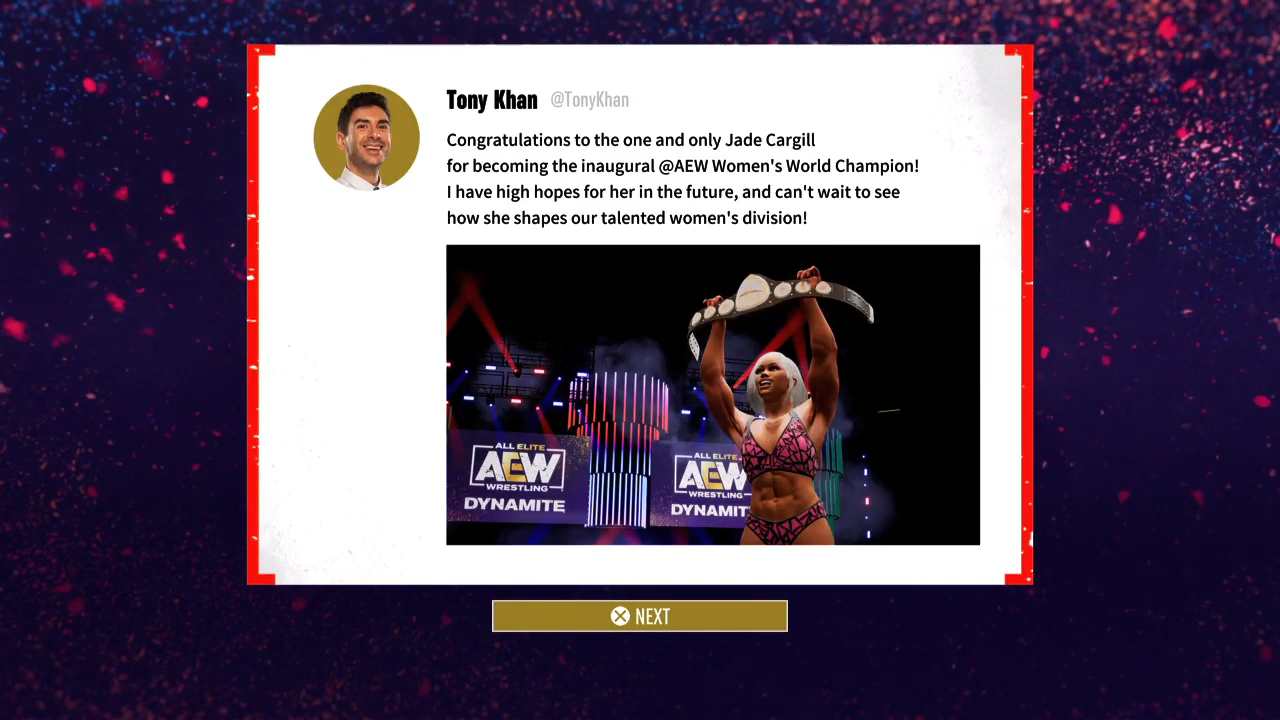 Tony Khan @TonyKhan
Congratulations to the one and only Jade Cargill
for becoming the inaugural @AEW Women's World Champion!
I have high hopes for her in the future, and can't wait to see
how she shapes our talented women's division!
ALL ELITE
AEW
WRESTLING
DYNAMITE
ALL ELITE
AEW
WRESTLING
DYNAMIT
NEXT